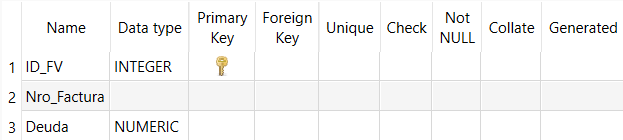 Name Data type Primary Key Foreign Key Unique Check Not NULL Collate Generated
1 ID_FV INTEGER
2 Nro_Factura
3 Deuda NUMERIC